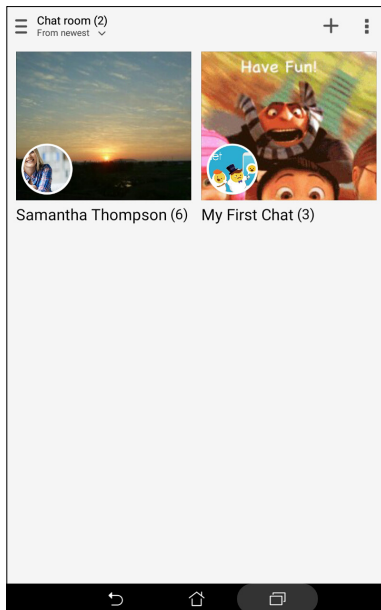 Chat room (2)
From newest
Have Fun!
Samantha Thompson (6)
My First Chat (3)